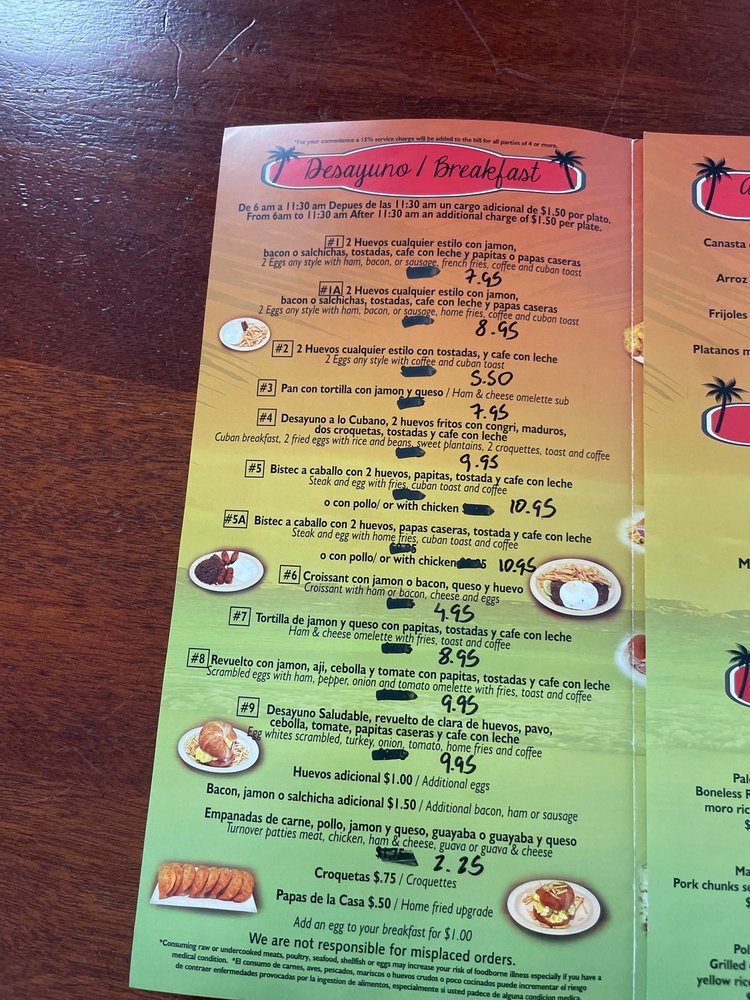 *For your convenience a 15% service charge will be added to the bill for all parties of 4 or more.
Desayuno / Breakfast
De 6 am a 11:30 am Depues de las 11:30 am un cargo adicional de $1.50 por plato.
From 6am to 11:30 am After 11:30 am an additional charge of $1.50 per plate.
#1 2 Huevos cualquier estilo con jamon,
bacon o salchichas, tostadas, cafe con leche y papitas o papas caseras
2 Eggs any style with ham, bacon, or sausage, french fries, coffee and cuban toast
7.95
#1A 2 Huevos cualquier estilo con jamon,
bacon o salchichas, tostadas, cafe con leche y papas caseras
2 Eggs any style with ham, bacon, or sausage, home fries, coffee and cuban toast
8.95
#2 2 Huevos cualquier estilo con tostadas, y cafe con leche
2 Eggs any style with coffee and cuban toast
5.50
#3 Pan con tortilla con jamon y queso / Ham & cheese omelette sub
7.95
#4 Desayuno a lo Cubano, 2 huevos fritos con congri, maduros,
dos croquetas, tostadas y cafe con leche
Cuban breakfast, 2 fried eggs with rice and beans, sweet plantains, 2 croquettes, toast and coffee
9.95
#5 Bistec a caballo con 2 huevos, papitas, tostada y cafe con leche
Steak and egg with fries, cuban toast and coffee
o con pollo/ or with chicken 10.95
#5A Bistec a caballo con 2 huevos, papas caseras, tostada y cafe con leche
Steak and egg with home fries, cuban toast and coffee
o con pollo/ or with chicken 10.95
#6 Croissant con jamon o bacon, queso y huevo
Croissant with ham or bacon, cheese and eggs
4.95
#7 Tortilla de jamon y queso con papitas, tostadas y cafe con leche
Ham & cheese omelette with fries, toast and coffee
8.95
#8 Revuelto con jamon, aji, cebolla y tomate con papitas, tostadas y cafe con leche
Scrambled eggs with ham, pepper, onion and tomato omelette with fries, toast and coffee
9.95
#9 Desayuno Saludable, revuelto de clara de huevos, pavo,
cebolla, tomate, papitas caseras y cafe con leche
Egg whites scrambled, turkey, onion, tomato, home fries and coffee
9.95
Huevos adicional $1.00 / Additional eggs
Bacon, jamon o salchicha adicional $1.50 / Additional bacon, ham or sausage
Empanadas de carne, pollo, jamon y queso, guayaba o guayaba y queso
Turnover patties meat, chicken, ham & cheese, guava or guava & cheese
2.25
Croquetas $.75 / Croquettes
Papas de la Casa $.50 / Home fried upgrade
Add an egg to your breakfast for $1.00
We are not responsible for misplaced orders.
*Consuming raw or undercooked meats, poultry, seafood, shellfish or eggs may increase your risk of foodborne illness especially if you have a
medical condition. *El consumo de carnes, aves, pescados, mariscos o huevos crudos o poco cocinados puede incrementar el riesgo
de contraer enfermedades provocadas por la ingestion de alimentos, especialmente si usted padece de alguna condicion medica.
Canasta
Arroz
Frijoles
Platanos m
M
Boneless
moro ric
$
Ma
Pork chunks se
$
Grilled
yellow ric